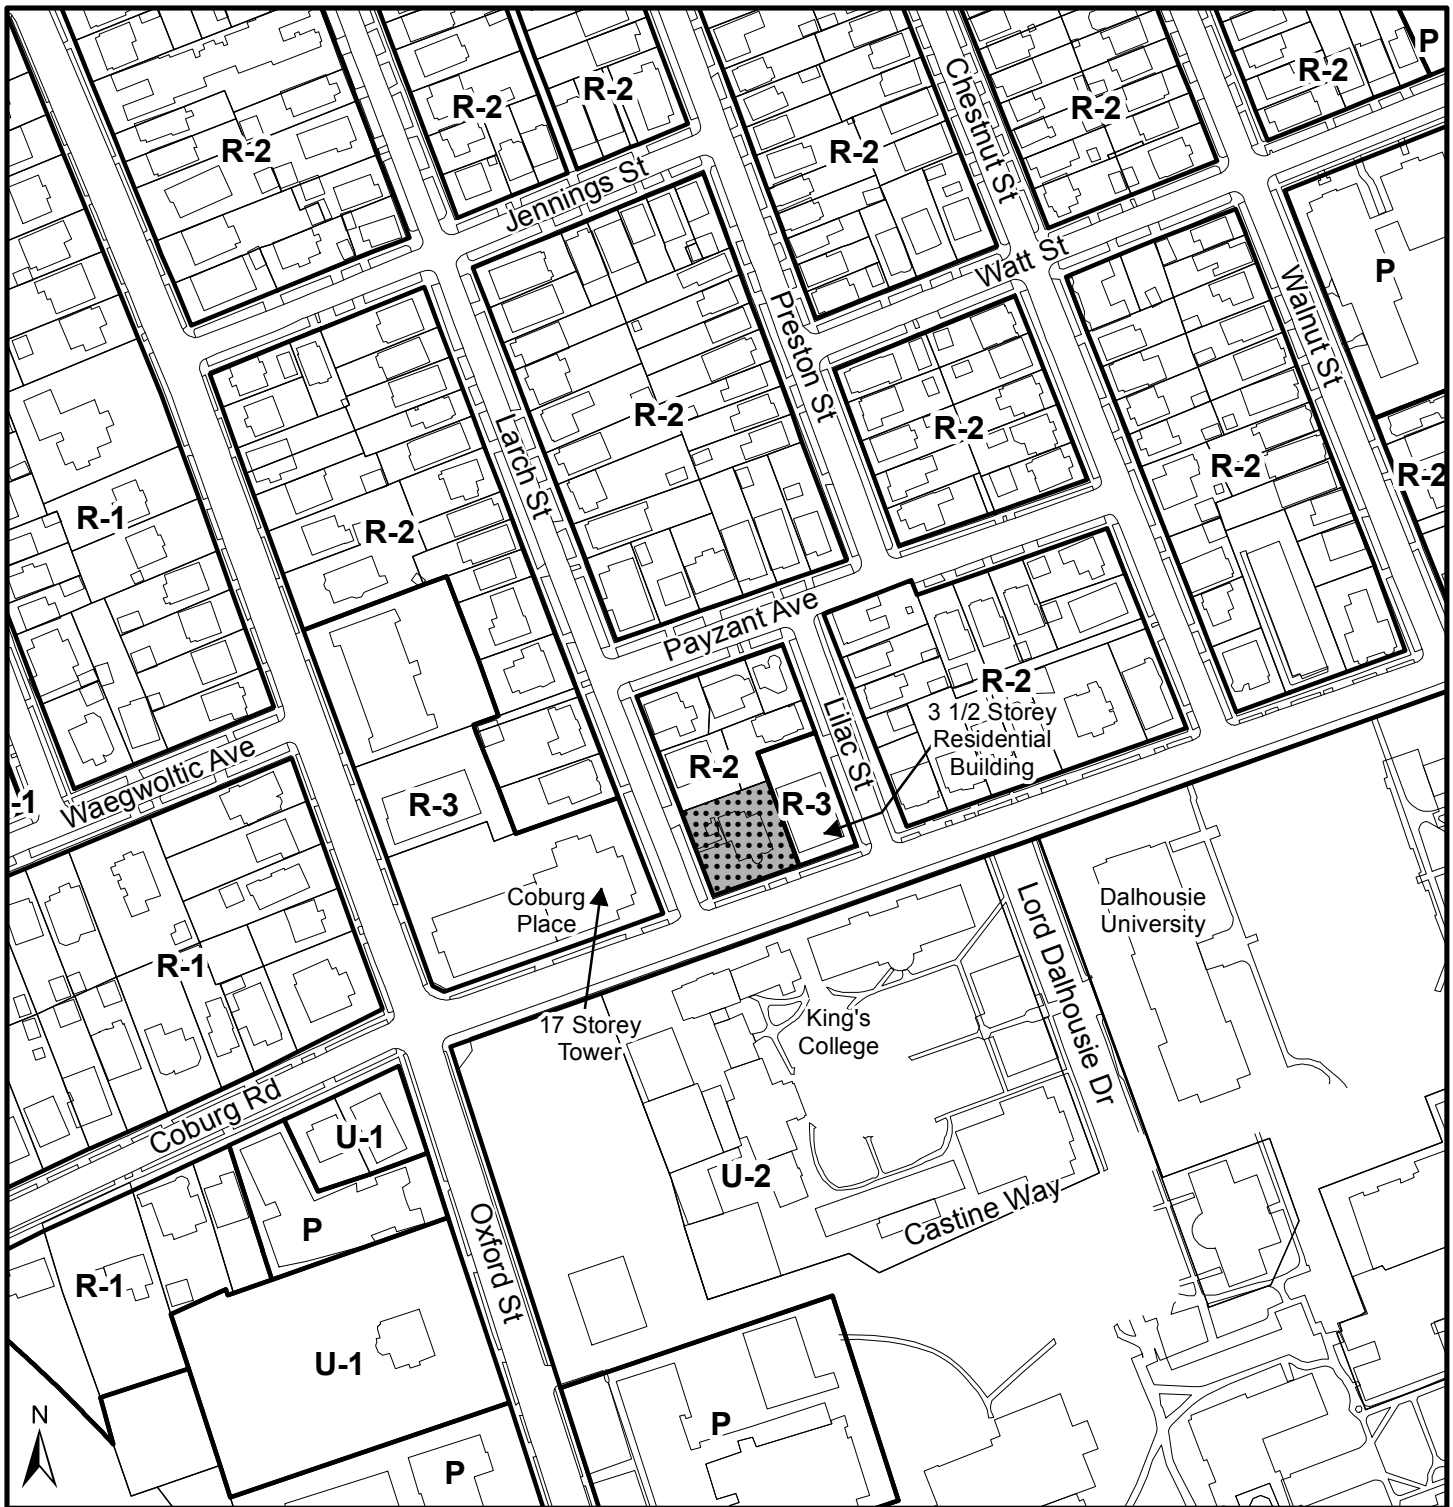 P
R-2
R-2
R-2
R-2
R-2
R-2
Chestnut St
Jennings St
Watt St
P
Walnut St
Preston St
R-2
R-2
Larch St
R-2
R-2
R-1
R-2
Payzant Ave
R-2
Lilac St
3 1/2 Storey
Residential
Building
Waegwoltic Ave
-1
R-2
R-3
R-3
Coburg
Place
Dalhousie
University
Lord Dalhousie Dr
R-1
17 Storey
Tower
King's
College
Coburg Rd
U-1
U-2
Castine Way
Oxford St
P
R-1
U-1
N
P
P